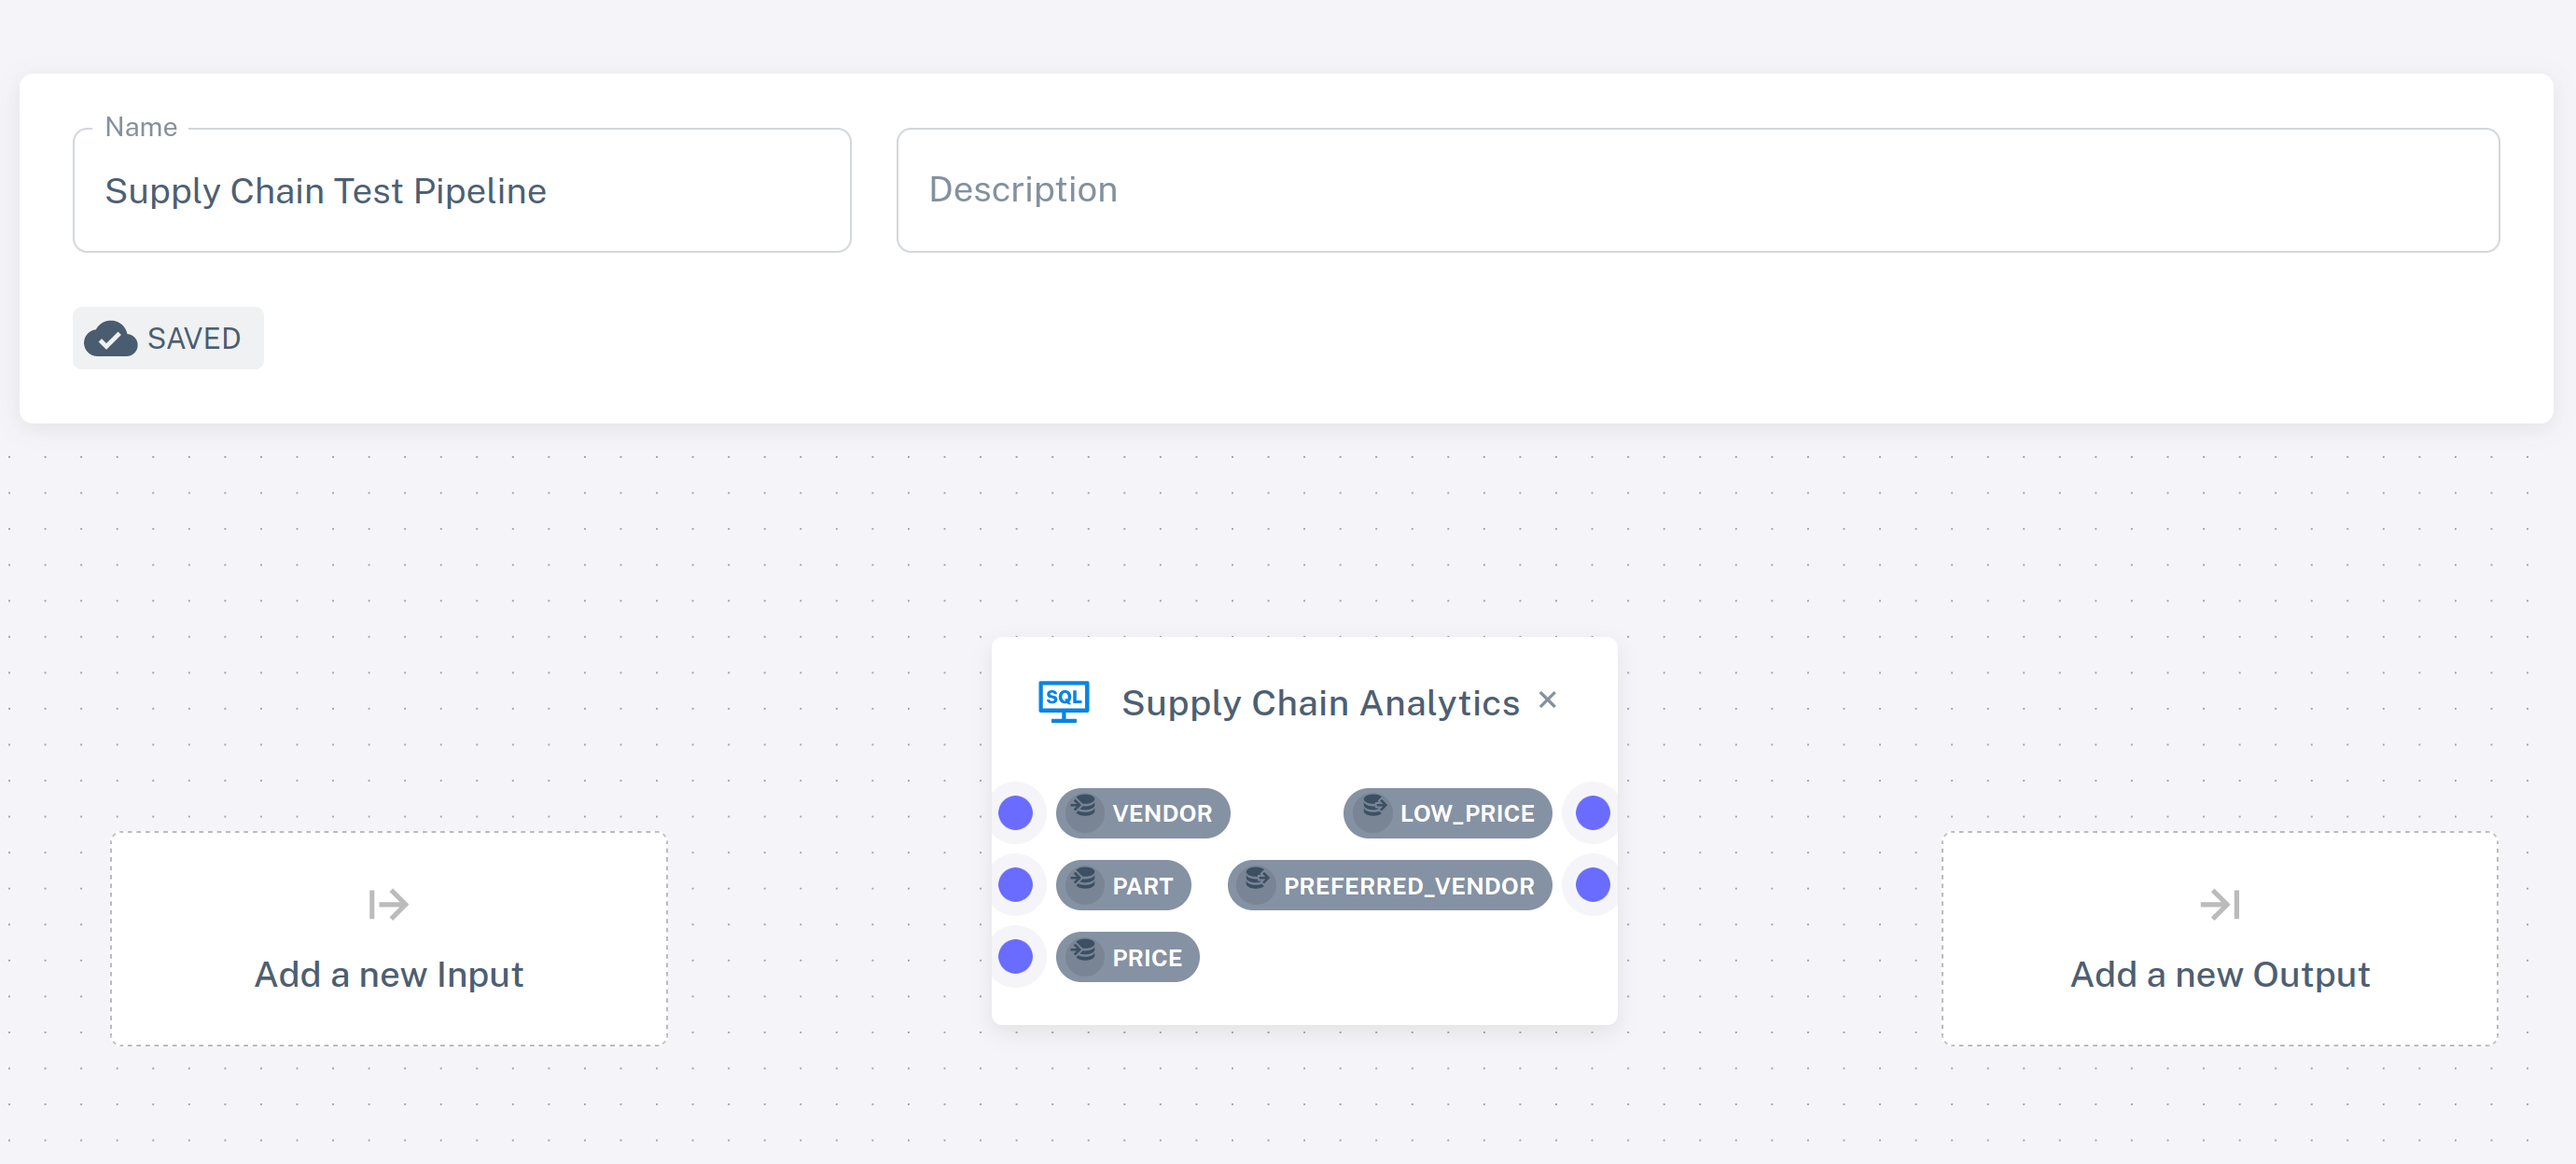 Name
Supply Chain Test Pipeline
Description
SAVED
SQL Supply Chain Analytics ×
VENDOR LOW_PRICE
PART PREFERRED_VENDOR
PRICE
Add a new Input
Add a new Output